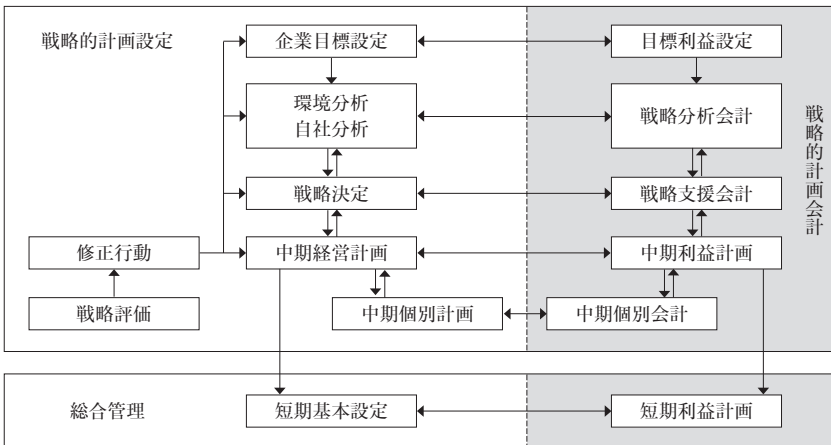 戦略的計画設定
企業目標設定
目標利益設定
環境分析
自社分析
戦略分析会計
戦略的計画会計
戦略決定
戦略支援会計
修正行動
中期経営計画
中期利益計画
戦略評価
中期個別計画
中期個別会計
総合管理
短期基本設定
短期利益計画